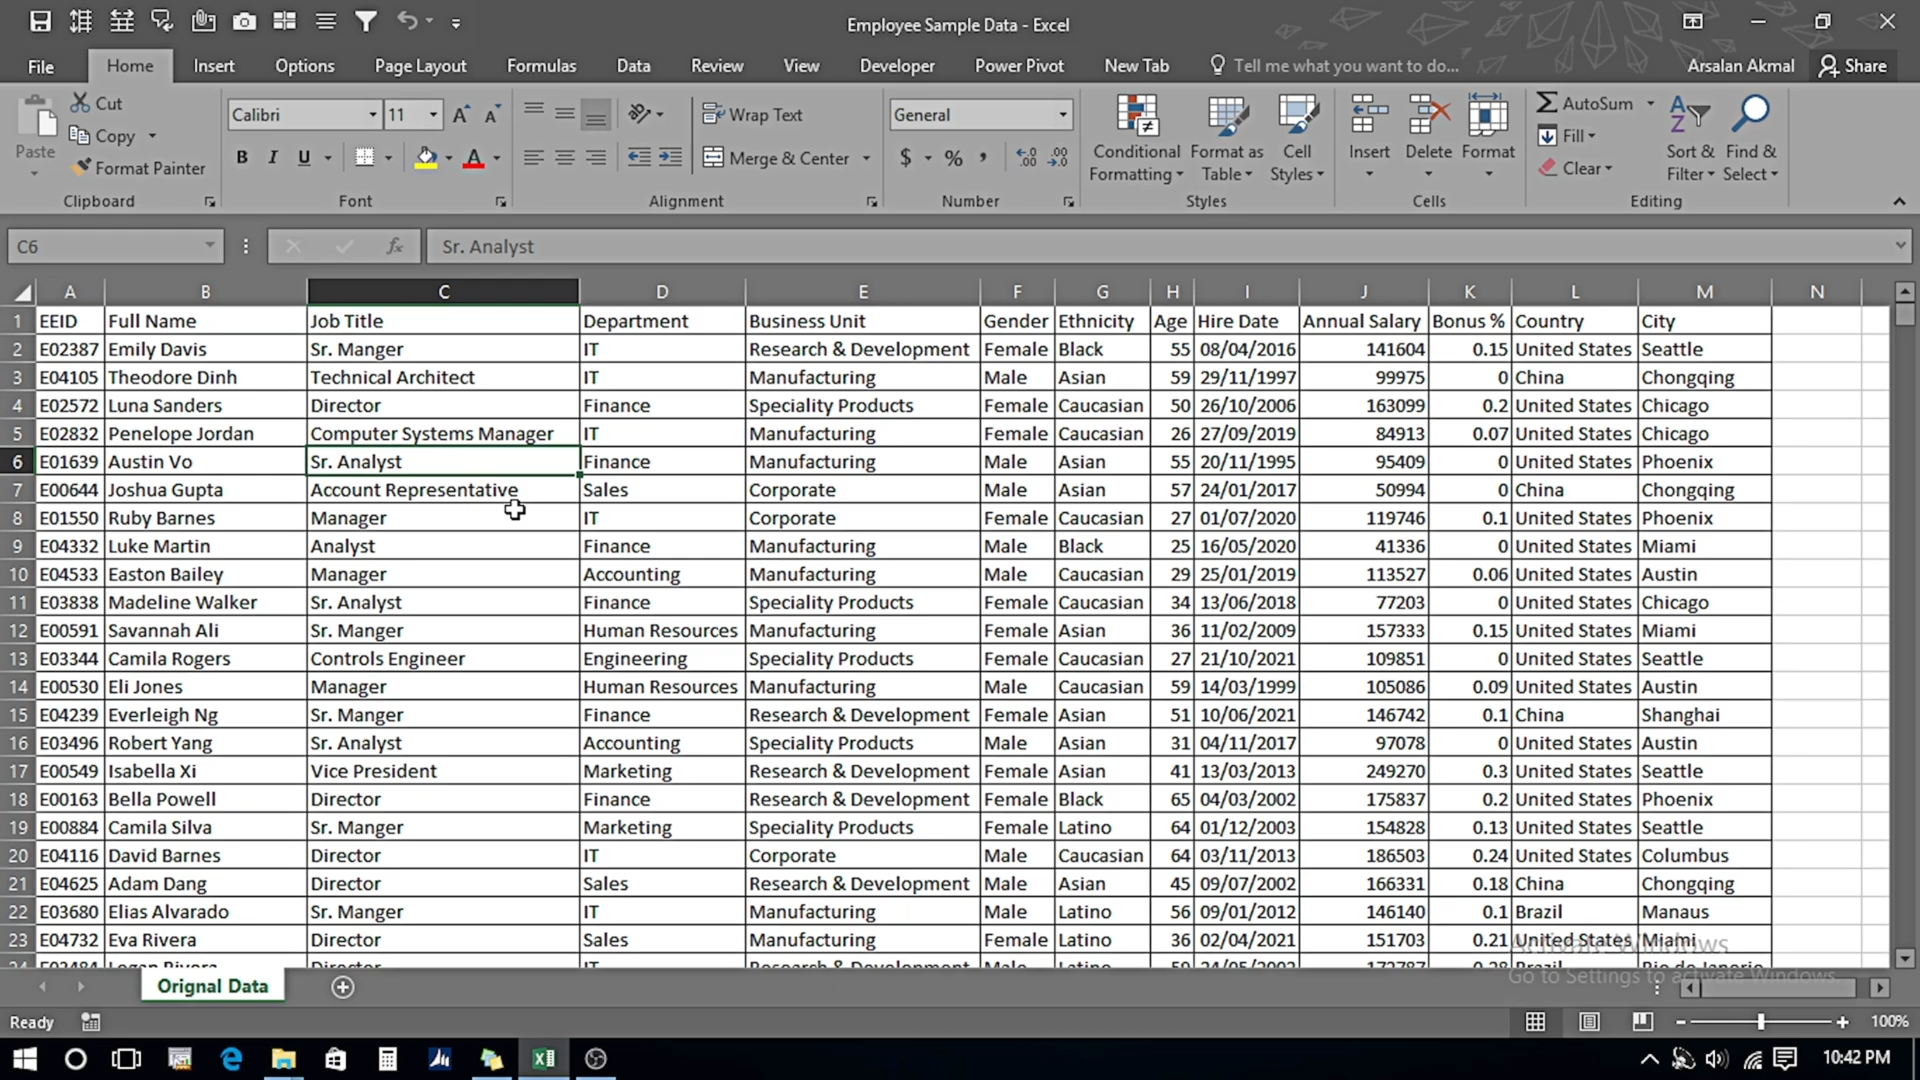 Employee Sample Data - Excel
File Home Insert Options Page Layout Formulas Data Review View Developer Power Pivot New Tab Tell me what you want to do... Arsalan Akmal Share
Paste Cut Calibri 11 Wrap Text General Conditional Formatting Format as Table Cell Styles Insert Delete Format AutoSum Sort & Filter Find & Select
Copy B I U Merge & Center $ % , Fill
Format Painter Clear
Clipboard Font Alignment Number Styles Cells Editing
C6 fx Sr. Analyst
A B C D E F G H I J K L M N
1 EEID Full Name Job Title Department Business Unit Gender Ethnicity Age Hire Date Annual Salary Bonus % Country City
2 E02387 Emily Davis Sr. Manger IT Research & Development Female Black 55 08/04/2016 141604 0.15 United States Seattle
3 E04105 Theodore Dinh Technical Architect IT Manufacturing Male Asian 59 29/11/1997 99975 0 China Chongqing
4 E02572 Luna Sanders Director Finance Speciality Products Female Caucasian 50 26/10/2006 163099 0.2 United States Chicago
5 E02832 Penelope Jordan Computer Systems Manager IT Manufacturing Female Caucasian 26 27/09/2019 84913 0.07 United States Chicago
6 E01639 Austin Vo Sr. Analyst Finance Manufacturing Male Asian 55 20/11/1995 95409 0 United States Phoenix
7 E00644 Joshua Gupta Account Representative Sales Corporate Male Asian 57 24/01/2017 50994 0 China Chongqing
8 E01550 Ruby Barnes Manager IT Corporate Female Caucasian 27 01/07/2020 119746 0.1 United States Phoenix
9 E04332 Luke Martin Analyst Finance Manufacturing Male Black 25 16/05/2020 41336 0 United States Miami
10 E04533 Easton Bailey Manager Accounting Manufacturing Male Caucasian 29 25/01/2019 113527 0.06 United States Austin
11 E03838 Madeline Walker Sr. Analyst Finance Speciality Products Female Caucasian 34 13/06/2018 77203 0 United States Chicago
12 E00591 Savannah Ali Sr. Manger Human Resources Manufacturing Female Asian 36 11/02/2009 157333 0.15 United States Miami
13 E03344 Camila Rogers Controls Engineer Engineering Speciality Products Female Caucasian 27 21/10/2021 109851 0 United States Seattle
14 E00530 Eli Jones Manager Human Resources Manufacturing Male Caucasian 59 14/03/1999 105086 0.09 United States Austin
15 E04239 Everleigh Ng Sr. Manger Finance Research & Development Female Asian 51 10/06/2021 146742 0.1 China Shanghai
16 E03496 Robert Yang Sr. Analyst Accounting Speciality Products Male Asian 31 04/11/2017 97078 0 United States Austin
17 E00549 Isabella Xi Vice President Marketing Research & Development Female Asian 41 13/03/2013 249270 0.3 United States Seattle
18 E00163 Bella Powell Director Finance Research & Development Female Black 65 04/03/2002 175837 0.2 United States Phoenix
19 E00884 Camila Silva Sr. Manger Marketing Speciality Products Female Latino 64 01/12/2003 154828 0.13 United States Seattle
20 E04116 David Barnes Director IT Corporate Male Caucasian 64 03/11/2013 186503 0.24 United States Columbus
21 E04625 Adam Dang Director Sales Research & Development Male Asian 45 09/07/2002 166331 0.18 China Chongqing
22 E03680 Elias Alvarado Sr. Manger IT Manufacturing Male Latino 56 09/01/2012 146140 0.1 Brazil Manaus
23 E04732 Eva Rivera Director Sales Manufacturing Female Latino 36 02/04/2021 151703 0.21 United States Miami
Activate Windows
Go to Settings to activate Windows.
Orignal Data
Ready 100%
10:42 PM